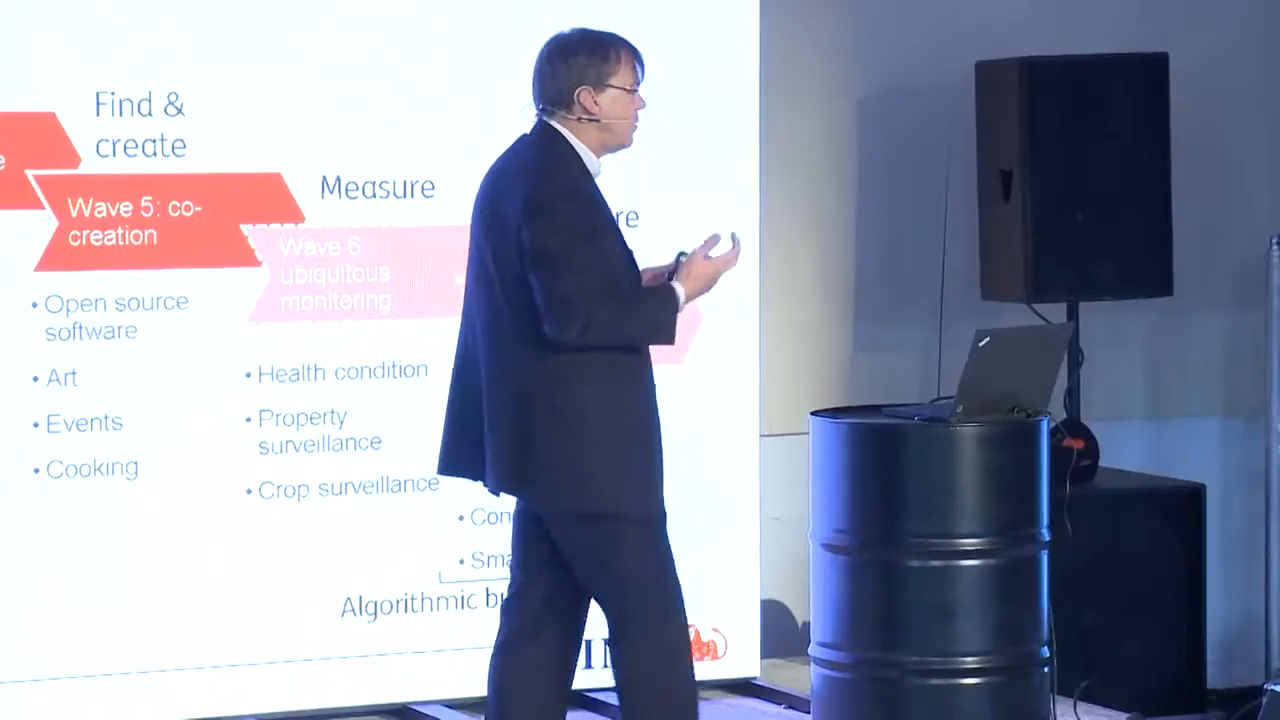 Find &
create
Measure
Wave 5: co-
creation
Wave 6
ubiquitous
monitoring
• Open source
software
• Art
• Events
• Cooking
• Health condition
• Property
surveillance
• Crop surveillance
Algorithmic